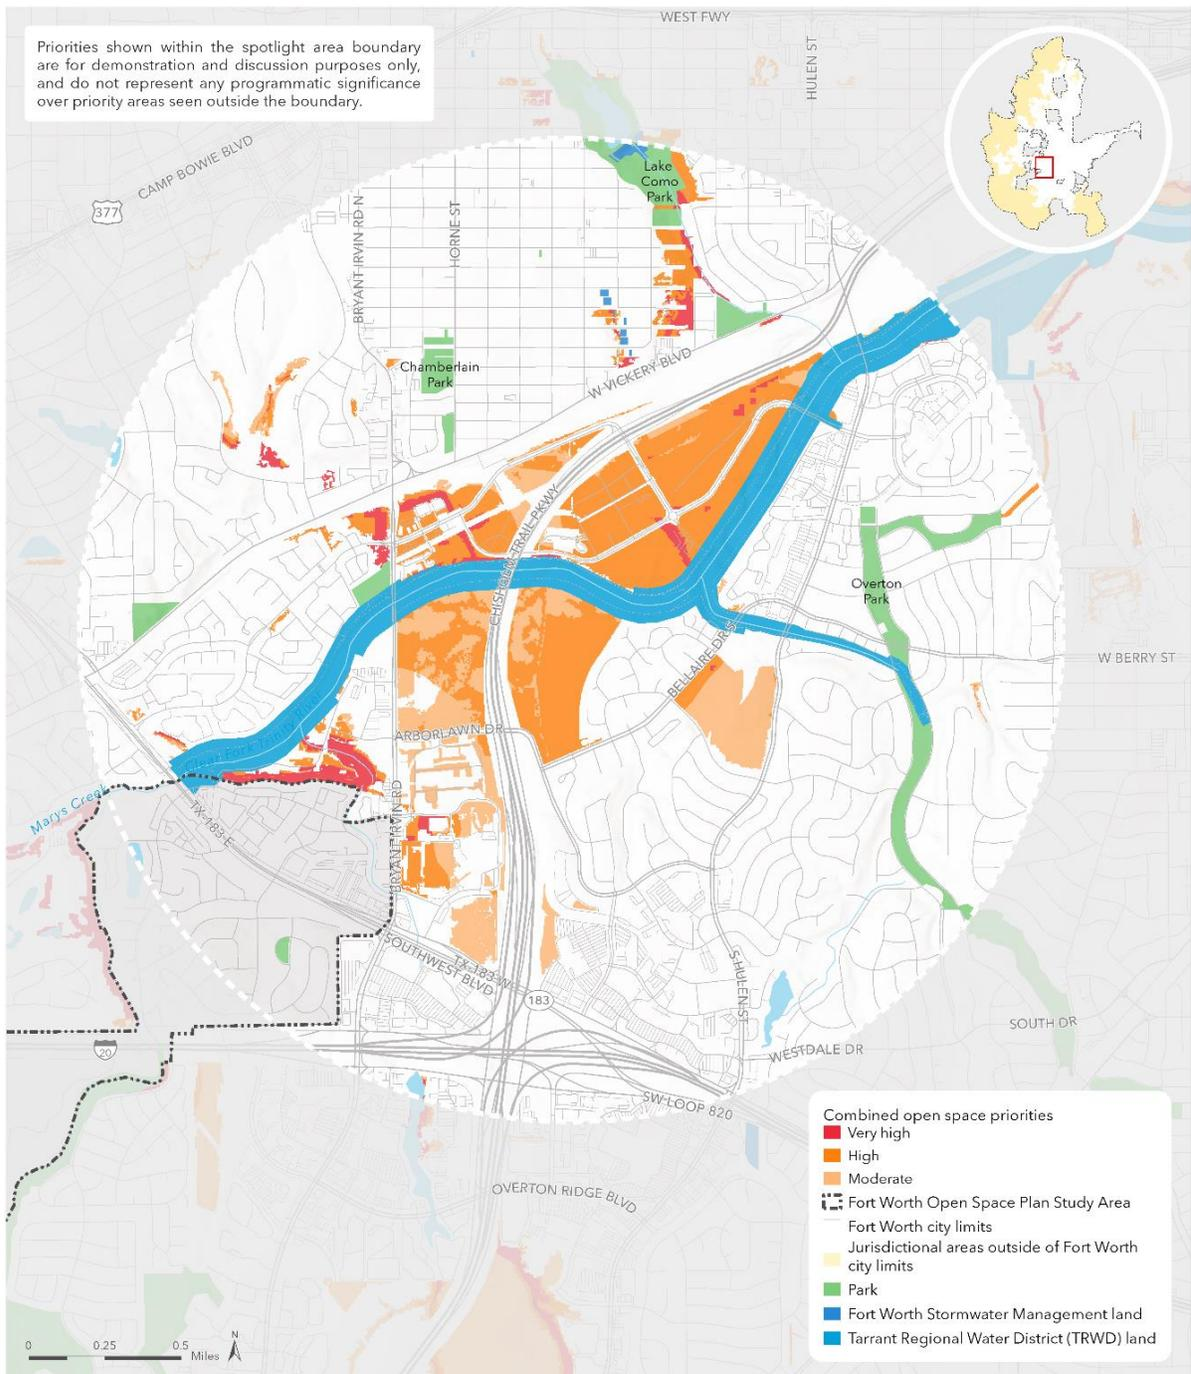 WEST FWY
Priorities shown within the spotlight area boundary
are for demonstration and discussion purposes only,
and do not represent any programmatic significance
over priority areas seen outside the boundary.
HULEN ST
CAMP BOWIE BLVD
377
Lake
Como
Park
BRYANT IRVIN RD N
HORNE ST
Chamberlain
Park
W VICKERY BLVD
CHISHOLM TRAIL PKWY
Overton
Park
BELLAIRE DR S
W BERRY ST
ARBORLAWN DR
Clear Fork Trinity River
Marys Creek
TX-183-E
BRYANT IRVIN RD
SOUTHWEST BLVD
TX-183-W
183
S HULEN ST
SOUTH DR
20
WESTDALE DR
SW LOOP 820
OVERTON RIDGE BLVD
Combined open space priorities
Very high
High
Moderate
Fort Worth Open Space Plan Study Area
Fort Worth city limits
Jurisdictional areas outside of Fort Worth
city limits
Park
Fort Worth Stormwater Management land
Tarrant Regional Water District (TRWD) land
0 0.25 0.5
Miles
N